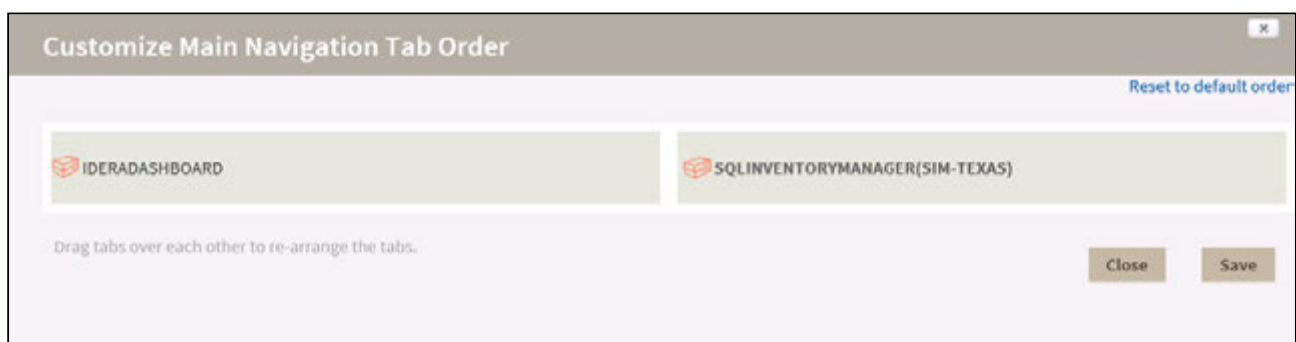 Customize Main Navigation Tab Order
Reset to default order
IDERADASHBOARD
SQLINVENTORYMANAGER(SIM-TEXAS)
Drag tabs over each other to re-arrange the tabs.
Close
Save